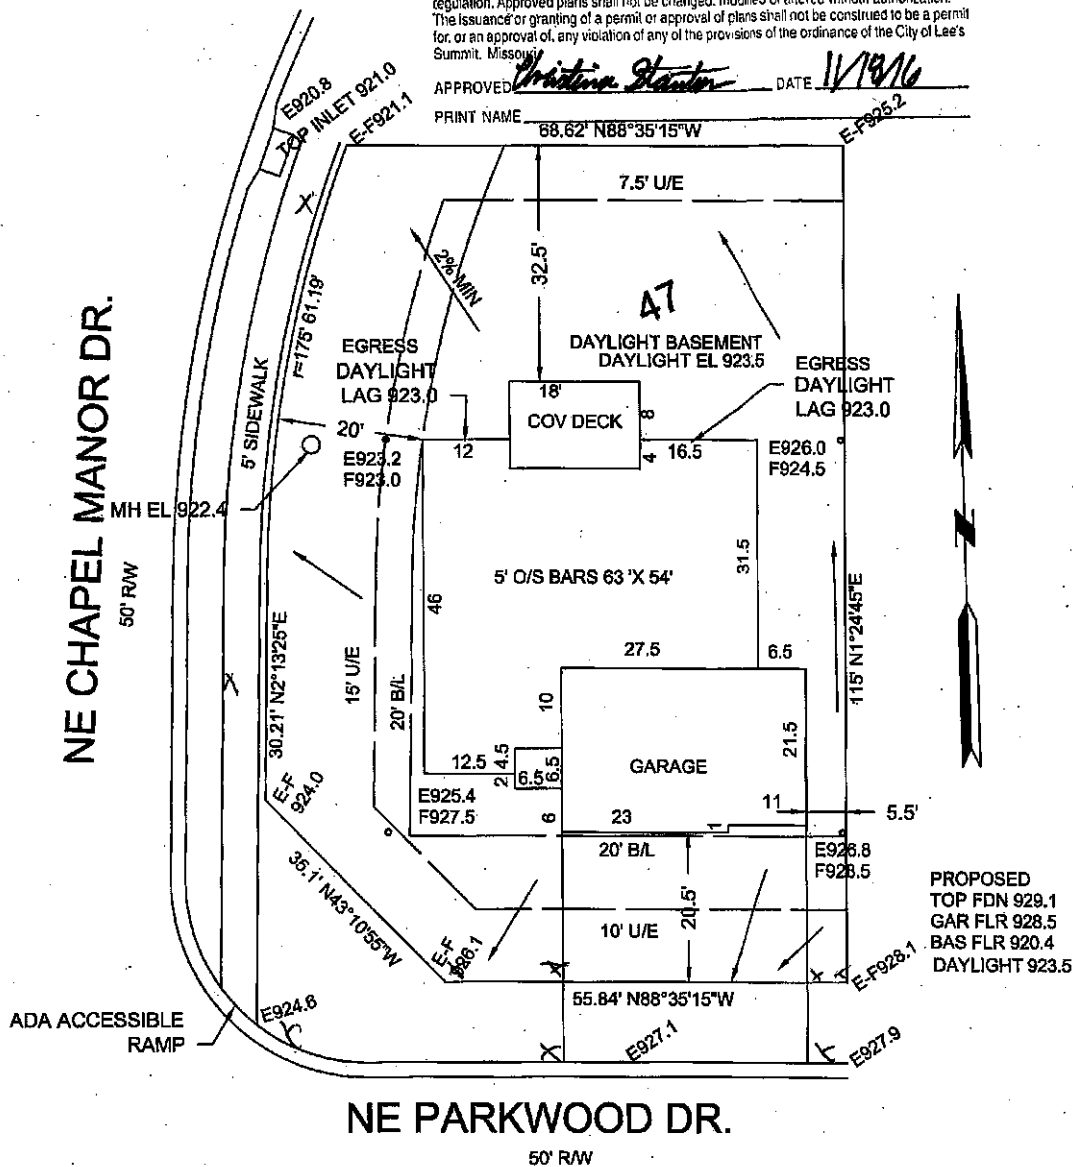 regulation. Approved plans shall not be changed, modified or altered without authorization.
The issuance or granting of a permit or approval of plans shall not be construed to be a permit
for, or an approval of, any violation of any of the provisions of the ordinance of the City of Lee's
Summit, Missouri.
APPROVED Christina Stanton DATE 11/18/16
PRINT NAME
68.62' N88°35'15"W
E920.8
TOP INLET 921.0
E-F921.1
E-F925.2
7.5' U/E
X
2% MIN
32.5'
47
DAYLIGHT BASEMENT
DAYLIGHT EL 923.5
r=175' 61.19'
EGRESS
DAYLIGHT
LAG 923.0
EGRESS
DAYLIGHT
LAG 923.0
18'
COV DECK
8
4
5' SIDEWALK
20'
12
16.5
E923.2
F923.0
E926.0
F924.5
MH EL 922.4
NE CHAPEL MANOR DR.
50' R/W
5' O/S BARS 63 'X 54'
31.5
46
27.5
6.5
115' N1°24'45"E
15' U/E
20' B/L
30.21' N2°13'25"E
10
21.5
12.5
2
4.5
6.5
6.5
GARAGE
E-F
924.0
E925.4
F927.5
6
23
1
11
5.5'
20' B/L
E926.8
F928.5
36.1' N43°10'55"W
20.5'
PROPOSED
TOP FDN 929.1
GAR FLR 928.5
BAS FLR 920.4
DAYLIGHT 923.5
10' U/E
E-F
926.1
E-F928.1
55.84' N88°35'15"W
ADA ACCESSIBLE
RAMP
E924.6
E927.1
E927.9
NE PARKWOOD DR.
50' R/W
N